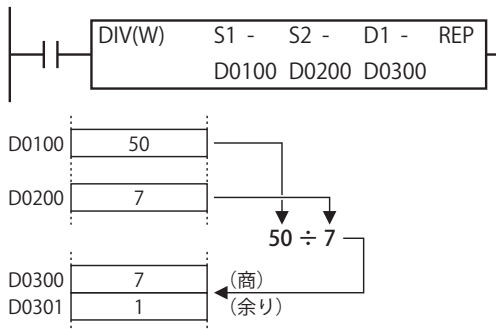 DIV(W) S1 - S2 - D1 - REP
D0100 D0200 D0300
D0100 50
D0200 7
50 ÷ 7
D0300 7 (商)
D0301 1 (余り)